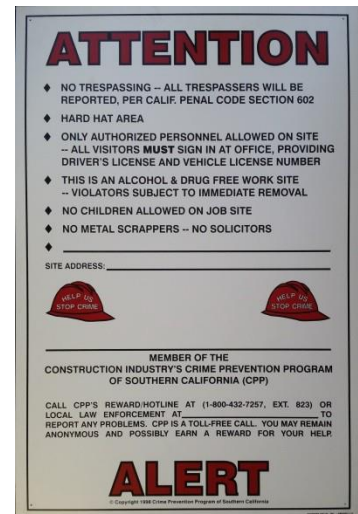 ATTENTION
♦ NO TRESPASSING -- ALL TRESPASSERS WILL BE
REPORTED, PER CALIF. PENAL CODE SECTION 602
♦ HARD HAT AREA
♦ ONLY AUTHORIZED PERSONNEL ALLOWED ON SITE
-- ALL VISITORS MUST SIGN IN AT OFFICE, PROVIDING
DRIVER'S LICENSE AND VEHICLE LICENSE NUMBER
♦ THIS IS AN ALCOHOL & DRUG FREE WORK SITE
-- VIOLATORS SUBJECT TO IMMEDIATE REMOVAL
♦ NO CHILDREN ALLOWED ON JOB SITE
♦ NO METAL SCRAPPERS -- NO SOLICITORS
♦
SITE ADDRESS:
HELP US
STOP CRIME
HELP US
STOP CRIME
MEMBER OF THE
CONSTRUCTION INDUSTRY'S CRIME PREVENTION PROGRAM
OF SOUTHERN CALIFORNIA (CPP)
CALL CPP'S REWARD/HOTLINE AT (1-800-432-7257, EXT. 823) OR
LOCAL LAW ENFORCEMENT AT TO
REPORT ANY PROBLEMS. CPP IS A TOLL-FREE CALL. YOU MAY REMAIN
ANONYMOUS AND POSSIBLY EARN A REWARD FOR YOUR HELP.
ALERT
© Copyright 1998 Crime Prevention Program of Southern California